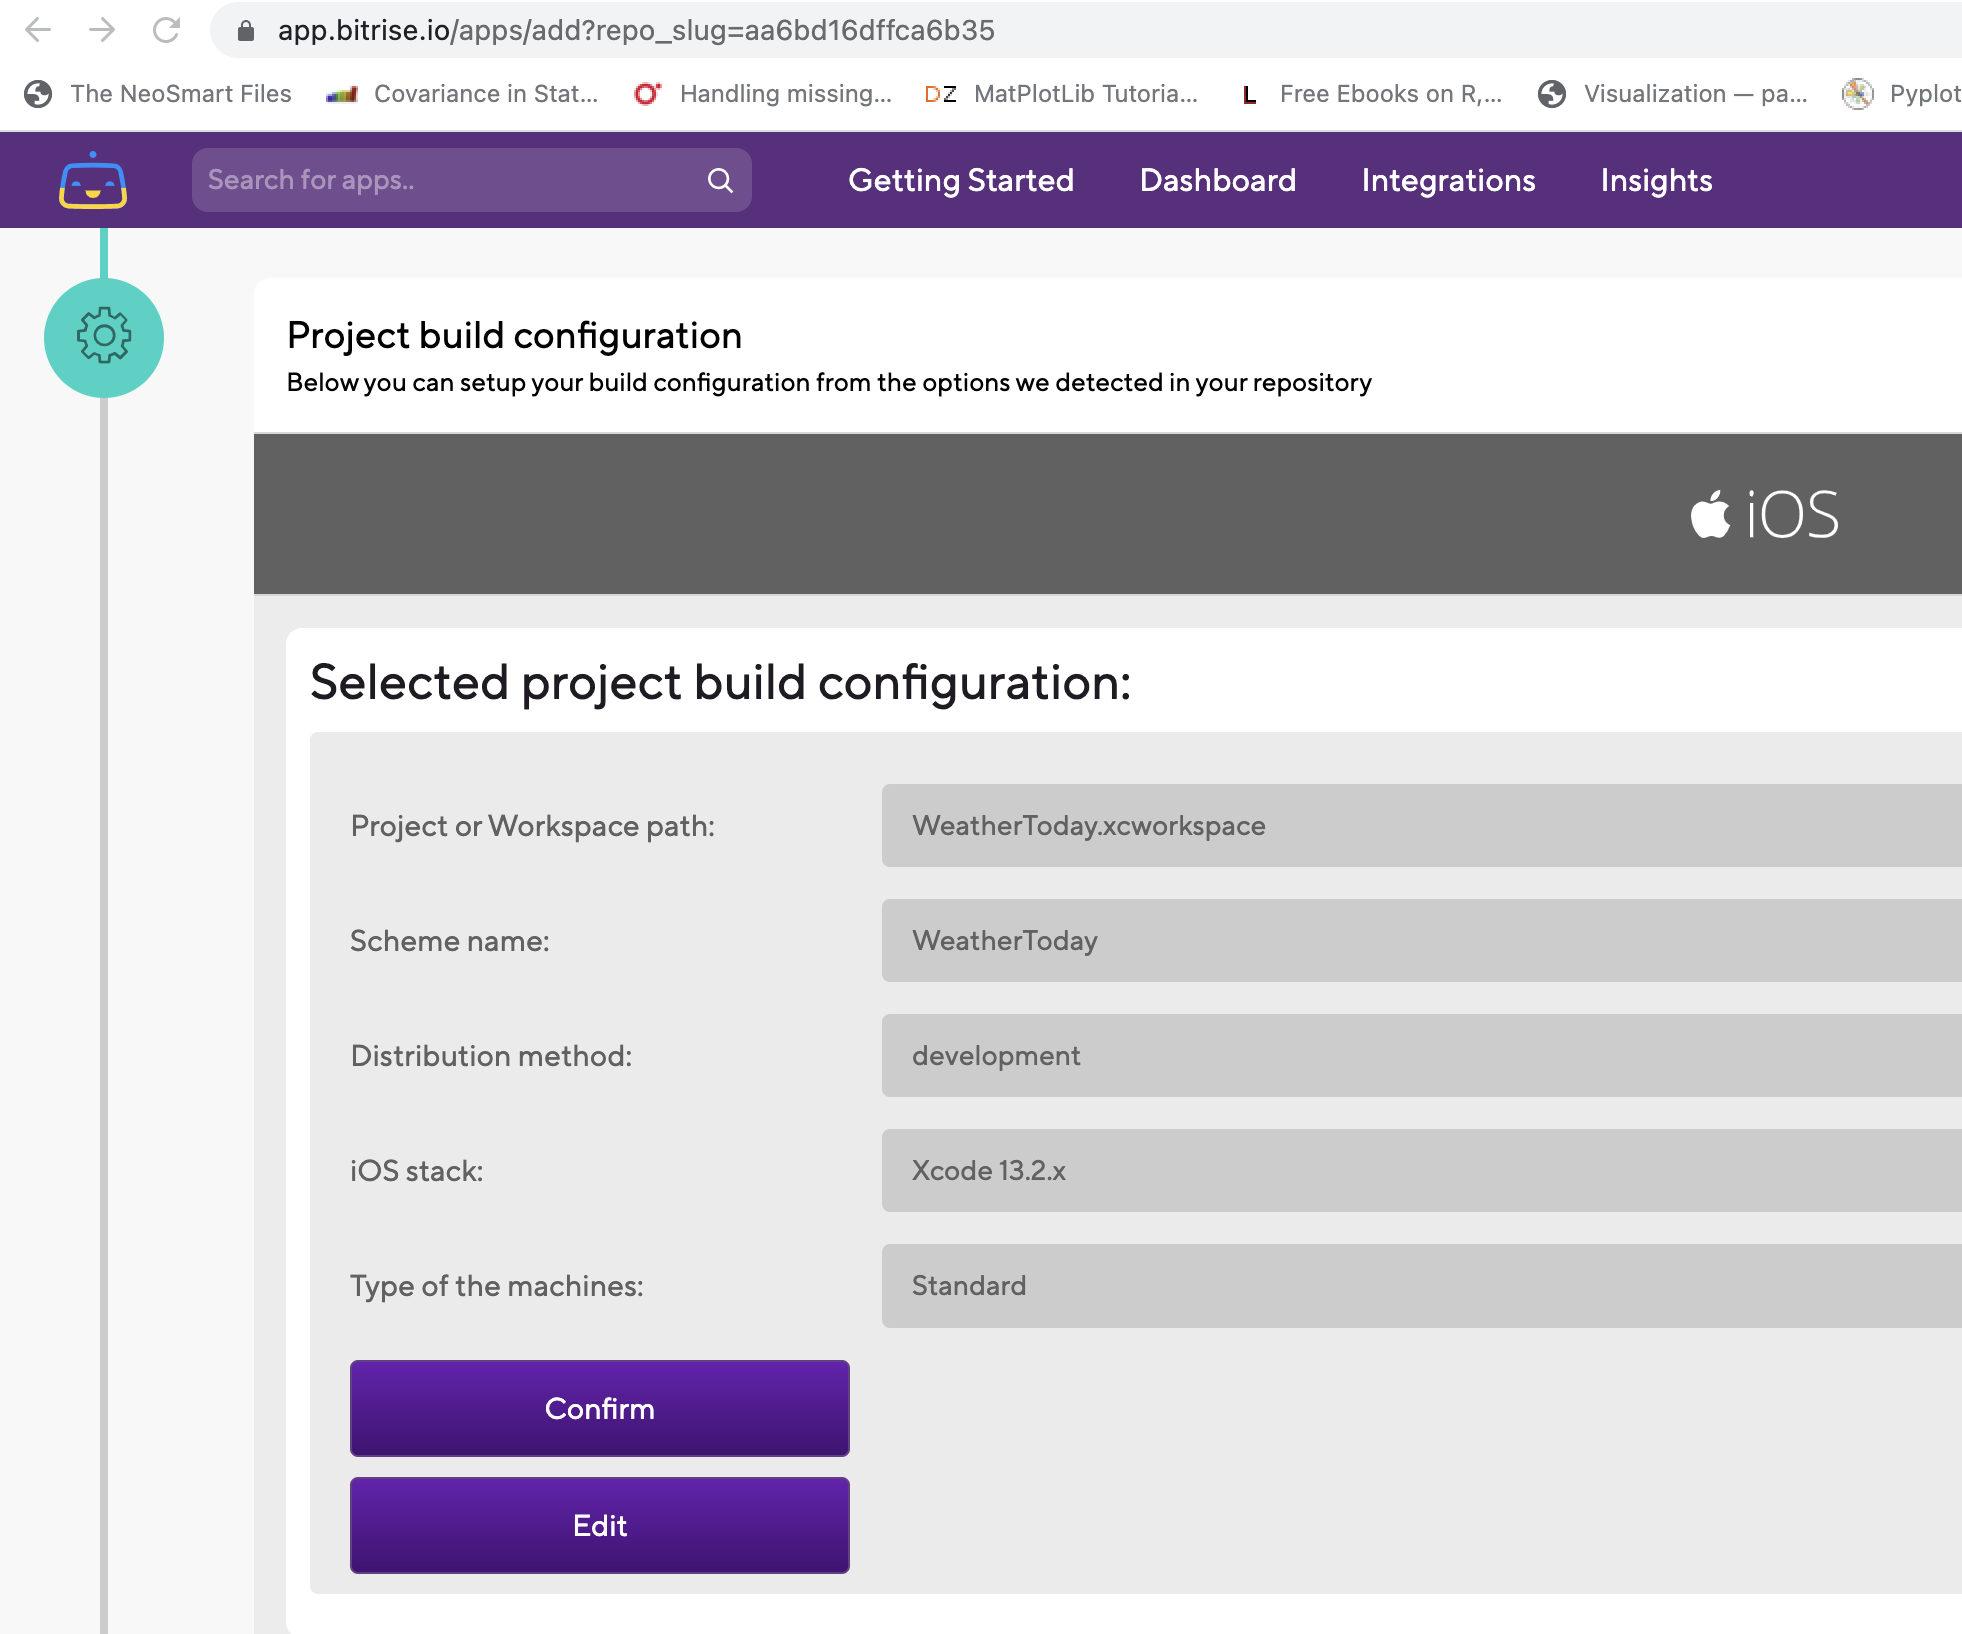 app.bitrise.io/apps/add?repo_slug=aa6bd16dffca6b35
The NeoSmart Files Covariance in Stat... Handling missing... DZ MatPlotLib Tutoria... L Free Ebooks on R,... Visualization — pa... Pyplot
Search for apps.. Getting Started Dashboard Integrations Insights
Project build configuration
Below you can setup your build configuration from the options we detected in your repository
iOS
Selected project build configuration:
Project or Workspace path: WeatherToday.xcworkspace
Scheme name: WeatherToday
Distribution method: development
iOS stack: Xcode 13.2.x
Type of the machines: Standard
Confirm
Edit